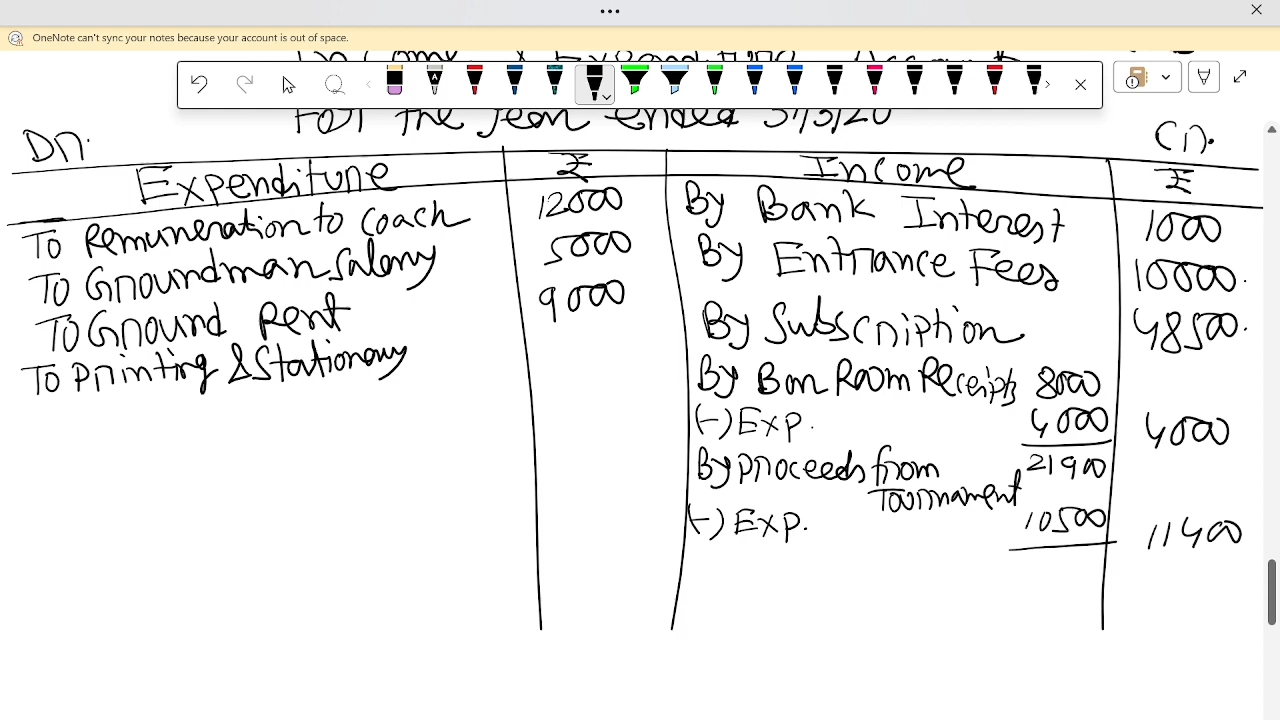 OneNote can't sync your notes because your account is out of space.
Income & Expenditure Account
For the year ended 31/3/20
Dr. Cr.
Expenditure ₹ Income ₹
To Remuneration to coach 12000 By Bank Interest 1000
To Groundman salary 5000 By Entrance Fees 10000.
To Ground Rent 9000 By Subscription 48500.
To Printing & Stationary By Bar Room Receipts 8000
(-) Exp. 4000 4000
By Proceeds from 21900
Tournament
(-) Exp. 10500 11400